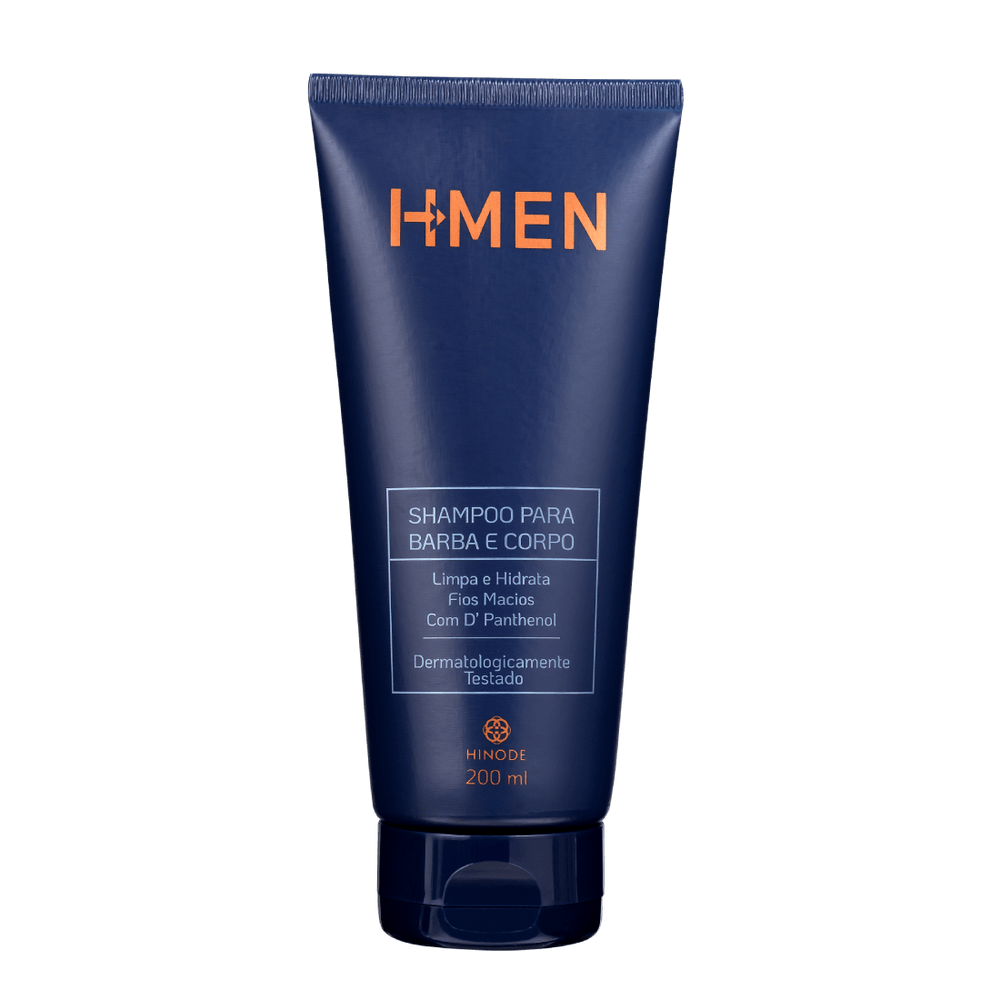 H-MEN
SHAMPOO PARA
BARBA E CORPO
Limpa e Hidrata
Fios Macios
Com D' Panthenol
Dermatologicamente
Testado
HINODE
200 ml